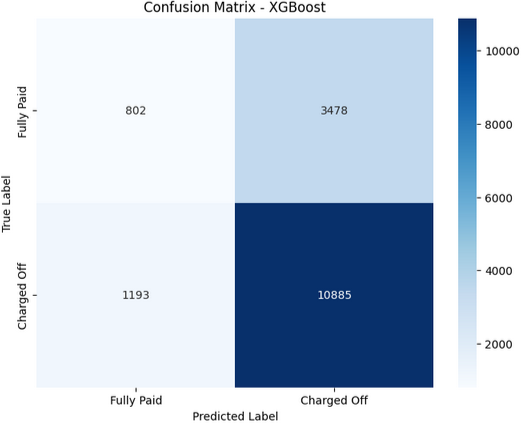 Confusion Matrix - XGBoost
True Label
Fully Paid
802
3478
Charged Off
1193
10885
Fully Paid
Charged Off
Predicted Label
10000
8000
6000
4000
2000